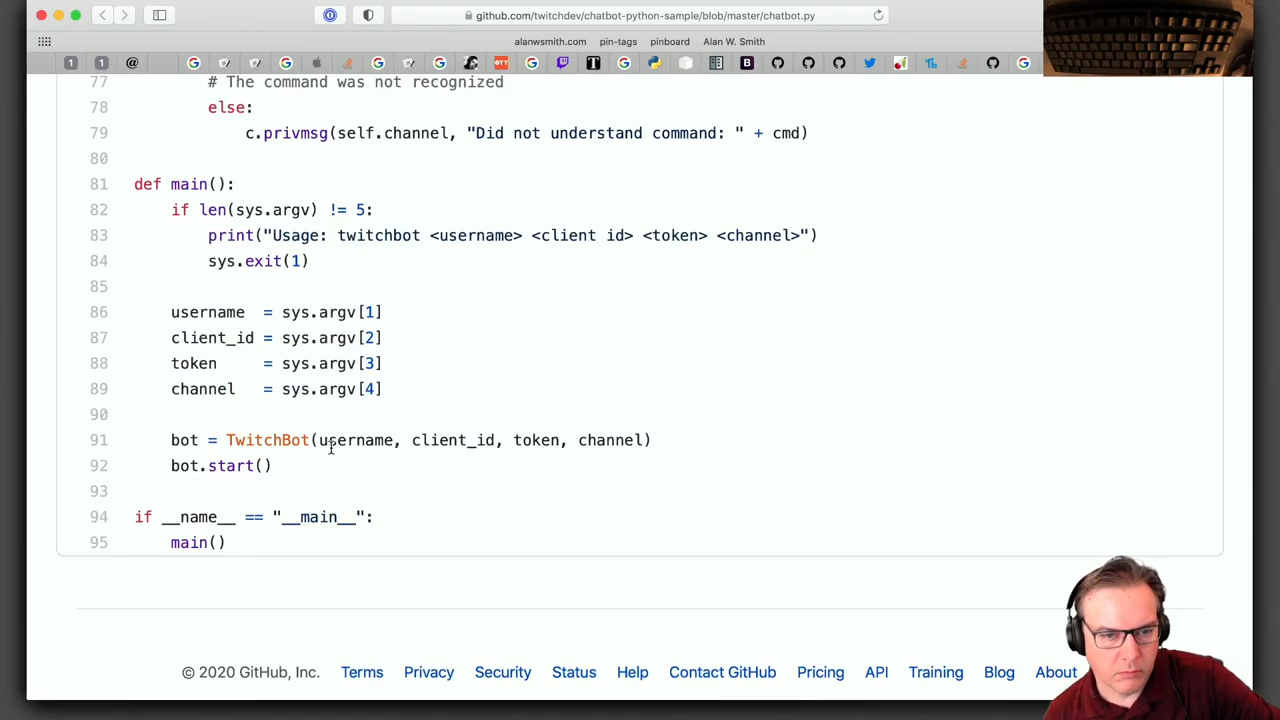 github.com/twitchdev/chatbot-python-sample/blob/master/chatbot.py
alanwsmith.com pin-tags pinboard Alan W. Smith
77 # The command was not recognized
78 else:
79 c.privmsg(self.channel, "Did not understand command: " + cmd)
80
81 def main():
82 if len(sys.argv) != 5:
83 print("Usage: twitchbot <username> <client id> <token> <channel>")
84 sys.exit(1)
85
86 username = sys.argv[1]
87 client_id = sys.argv[2]
88 token = sys.argv[3]
89 channel = sys.argv[4]
90
91 bot = TwitchBot(username, client_id, token, channel)
92 bot.start()
93
94 if __name__ == "__main__":
95 main()
© 2020 GitHub, Inc. Terms Privacy Security Status Help Contact GitHub Pricing API Training Blog About